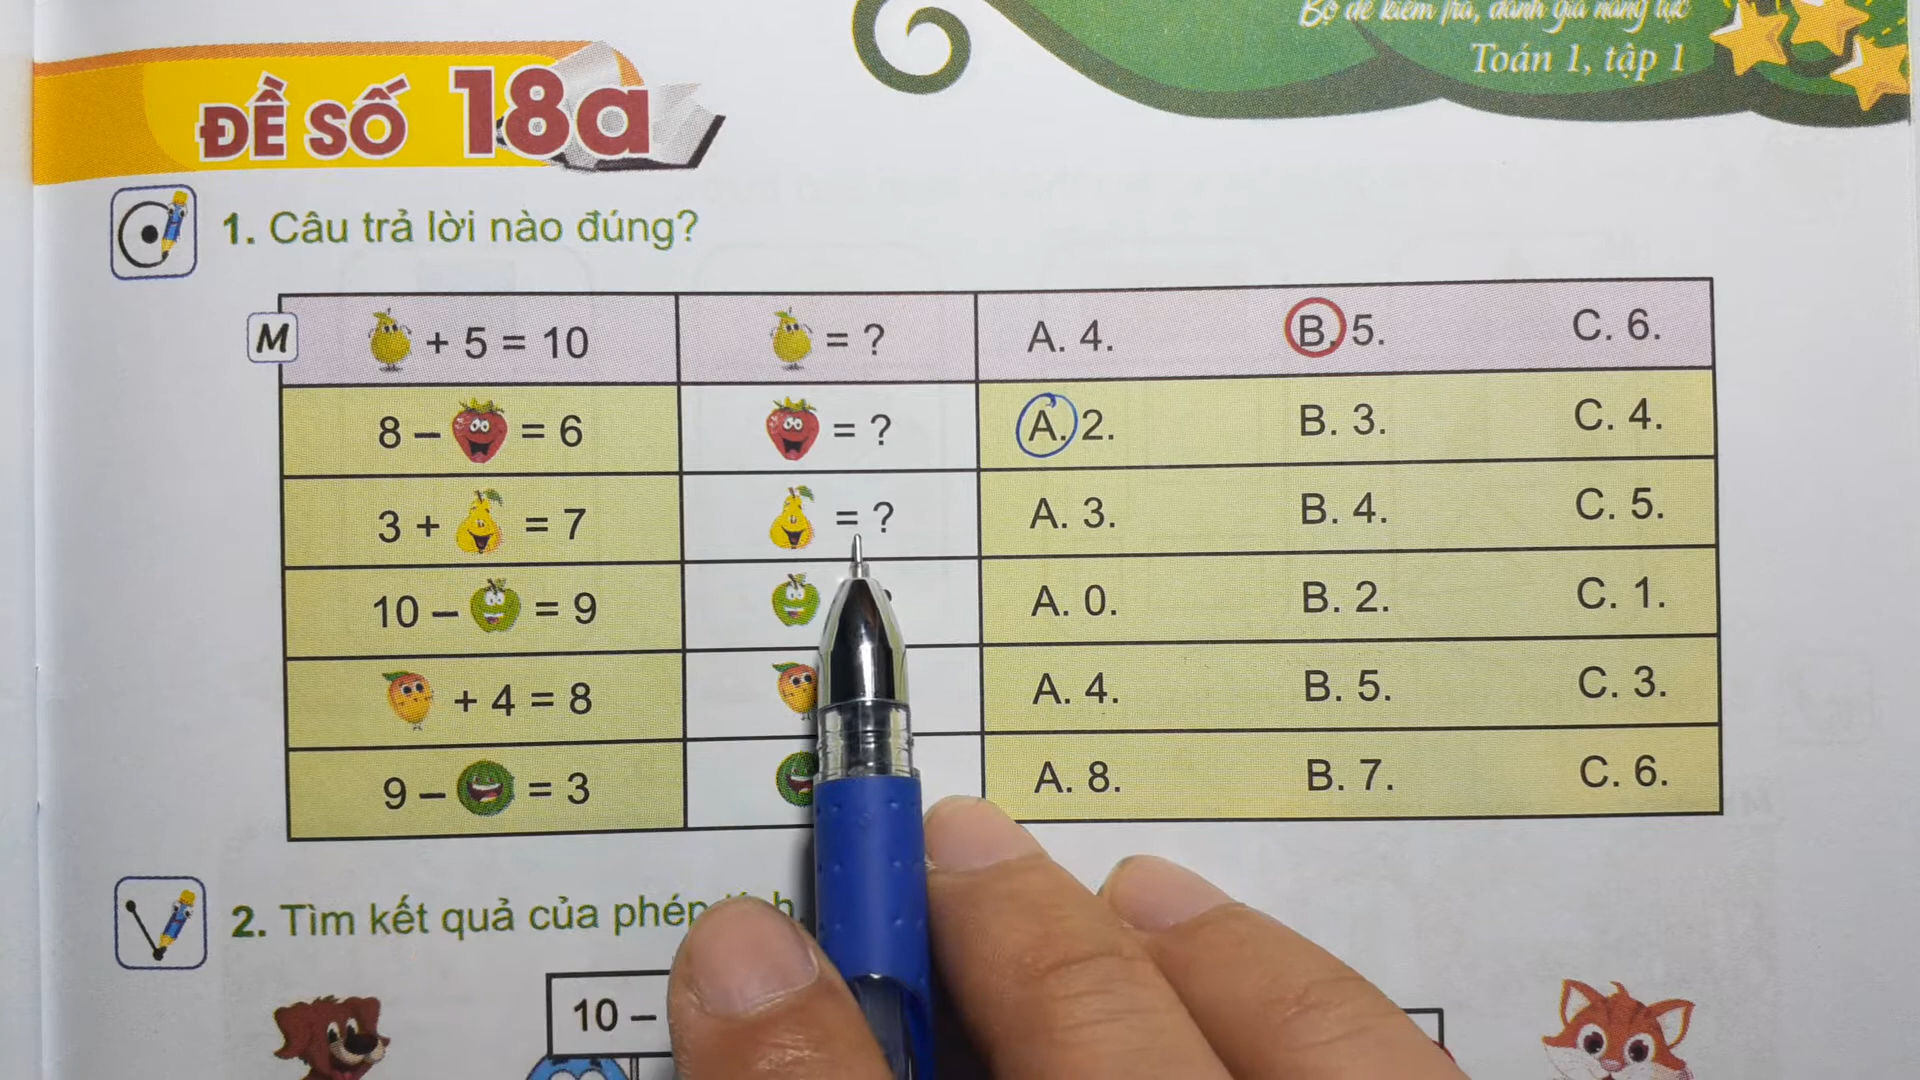 Bộ đề kiểm tra, đánh giá năng lực
Toán 1, tập 1
ĐỀ SỐ 18a
1. Câu trả lời nào đúng?
M + 5 = 10 = ? A. 4. B. 5. C. 6.
8 – = 6 = ? A. 2. B. 3. C. 4.
3 + = 7 = ? A. 3. B. 4. C. 5.
10 – = 9 A. 0. B. 2. C. 1.
+ 4 = 8 A. 4. B. 5. C. 3.
9 – = 3 A. 8. B. 7. C. 6.
2. Tìm kết quả của phép
10 –